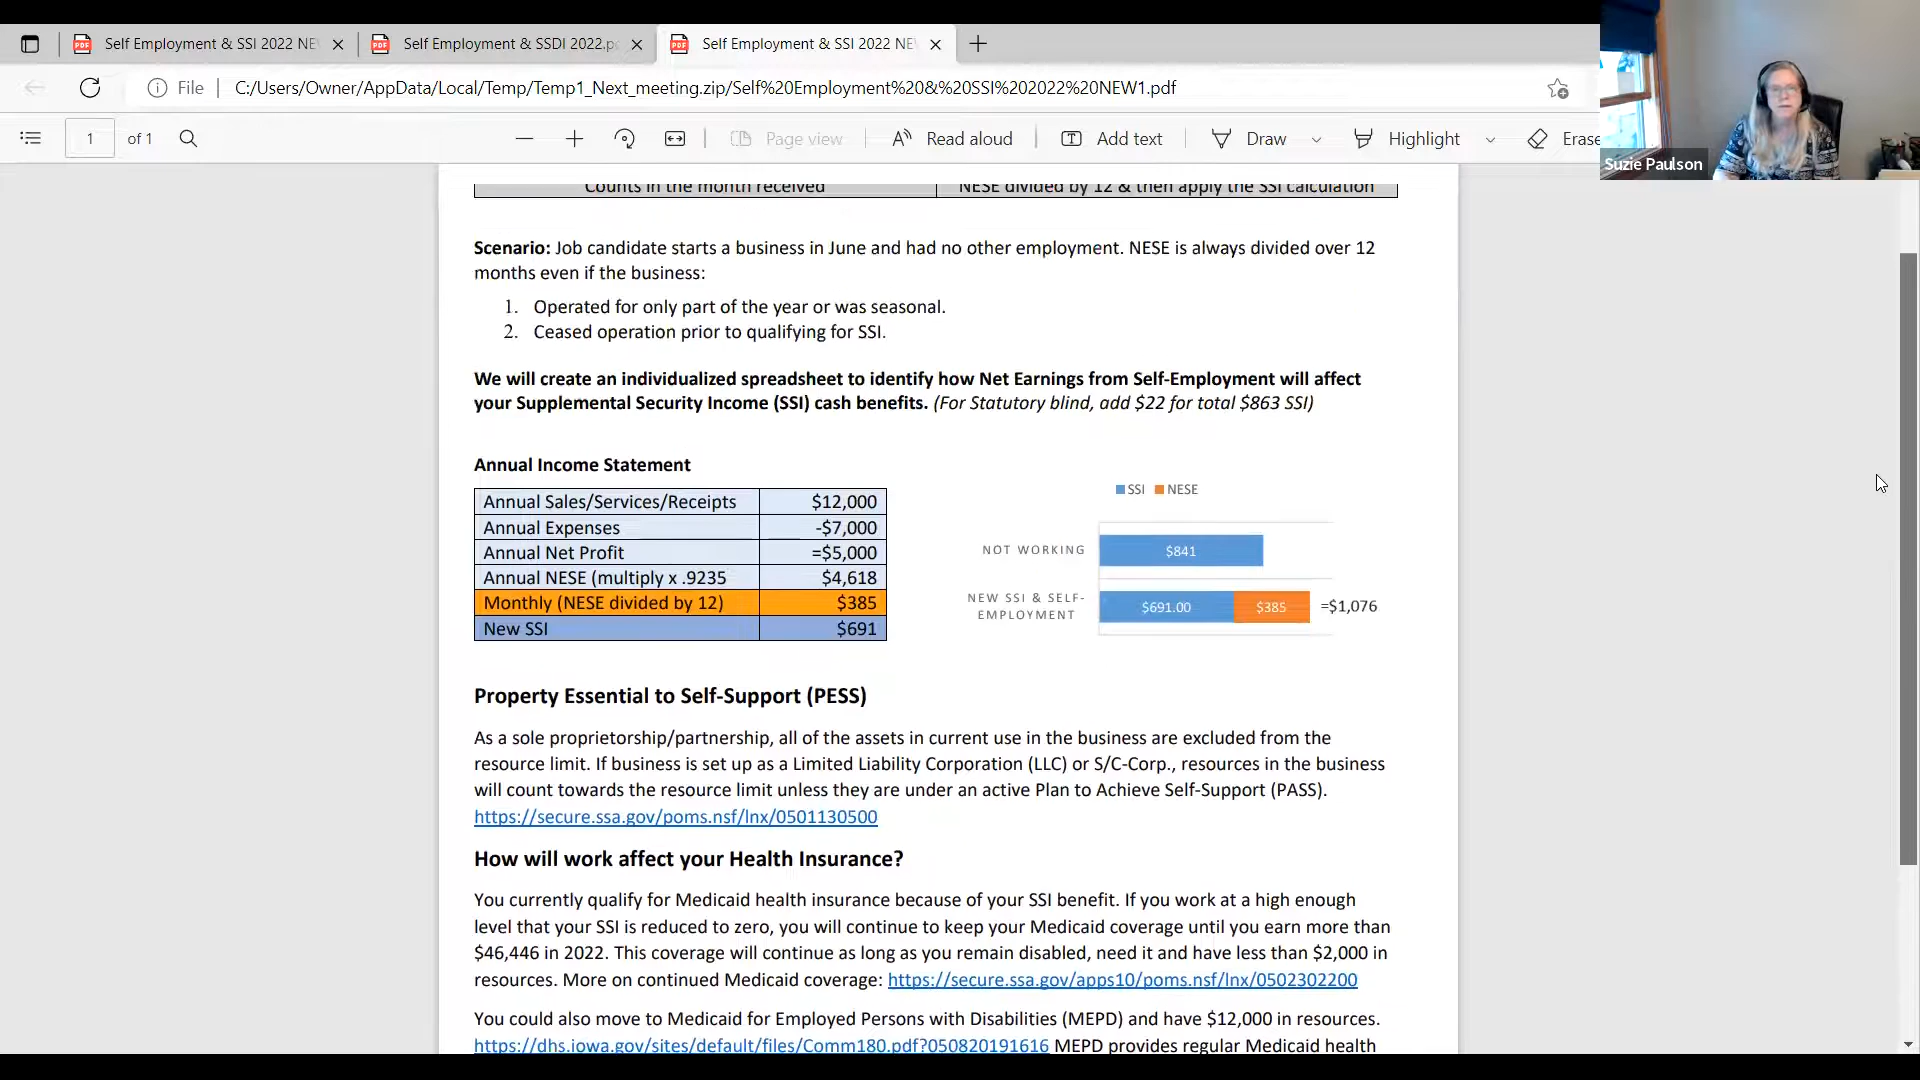 Self Employment & SSI 2022 NE
Self Employment & SSDI 2022.p
Self Employment & SSI 2022 NE
File
C:/Users/Owner/AppData/Local/Temp/Temp1_Next_meeting.zip/Self%20Employment%20&%20SSI%202022%20NEW1.pdf
1 of 1
Page view
Read aloud
Add text
Draw
Highlight
Erase
Suzie Paulson
Counts in the month received
NESE divided by 12 & then apply the SSI calculation
Scenario: Job candidate starts a business in June and had no other employment. NESE is always divided over 12
months even if the business:
1. Operated for only part of the year or was seasonal.
2. Ceased operation prior to qualifying for SSI.
We will create an individualized spreadsheet to identify how Net Earnings from Self-Employment will affect
your Supplemental Security Income (SSI) cash benefits. (For Statutory blind, add $22 for total $863 SSI)
Annual Income Statement
Annual Sales/Services/Receipts $12,000
Annual Expenses -$7,000
Annual Net Profit =$5,000
Annual NESE (multiply x .9235 $4,618
Monthly (NESE divided by 12) $385
New SSI $691
SSI NESE
NOT WORKING $841
NEW SSI & SELF-
EMPLOYMENT
$691.00 $385 =$1,076
Property Essential to Self-Support (PESS)
As a sole proprietorship/partnership, all of the assets in current use in the business are excluded from the
resource limit. If business is set up as a Limited Liability Corporation (LLC) or S/C-Corp., resources in the business
will count towards the resource limit unless they are under an active Plan to Achieve Self-Support (PASS).
https://secure.ssa.gov/poms.nsf/lnx/0501130500
How will work affect your Health Insurance?
You currently qualify for Medicaid health insurance because of your SSI benefit. If you work at a high enough
level that your SSI is reduced to zero, you will continue to keep your Medicaid coverage until you earn more than
$46,446 in 2022. This coverage will continue as long as you remain disabled, need it and have less than $2,000 in
resources. More on continued Medicaid coverage: https://secure.ssa.gov/apps10/poms.nsf/lnx/0502302200
You could also move to Medicaid for Employed Persons with Disabilities (MEPD) and have $12,000 in resources.
https://dhs.iowa.gov/sites/default/files/Comm180.pdf?050820191616 MEPD provides regular Medicaid health